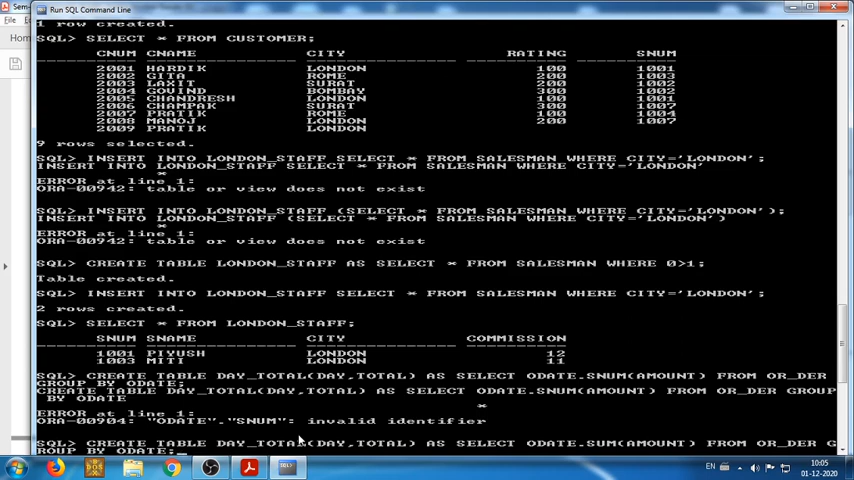 Run SQL Command Line
Sem-
File
Home
1 row created.
SQL> SELECT * FROM CUSTOMER;
CNUM CNAME CITY RATING SNUM
2001 HARDIK LONDON 100 1001
2002 GITA ROME 200 1003
2003 LAXIT SURAT 200 1002
2004 GOVIND BOMBAY 300 1002
2005 CHANDRESH LONDON 100 1001
2006 CHAMPAK SURAT 300 1007
2007 PRATIK ROME 100 1004
2008 MANOJ LONDON 200 1007
2009 PRATIK LONDON
9 rows selected.
SQL> INSERT INTO LONDON_STAFF SELECT * FROM SALESMAN WHERE CITY='LONDON';
INSERT INTO LONDON_STAFF SELECT * FROM SALESMAN WHERE CITY='LONDON'
*
ERROR at line 1:
ORA-00942: table or view does not exist
SQL> INSERT INTO LONDON_STAFF (SELECT * FROM SALESMAN WHERE CITY='LONDON');
INSERT INTO LONDON_STAFF (SELECT * FROM SALESMAN WHERE CITY='LONDON')
*
ERROR at line 1:
ORA-00942: table or view does not exist
SQL> CREATE TABLE LONDON_STAFF AS SELECT * FROM SALESMAN WHERE 0>1;
Table created.
SQL> INSERT INTO LONDON_STAFF SELECT * FROM SALESMAN WHERE CITY='LONDON';
2 rows created.
SQL> SELECT * FROM LONDON_STAFF;
SNUM SNAME CITY COMMISSION
1001 PIYUSH LONDON 12
1003 MITI LONDON 11
SQL> CREATE TABLE DAY_TOTAL(DAY,TOTAL) AS SELECT ODATE.SNUM(AMOUNT) FROM OR_DER
GROUP BY ODATE;
CREATE TABLE DAY_TOTAL(DAY,TOTAL) AS SELECT ODATE.SNUM(AMOUNT) FROM OR_DER GROUP
BY ODATE
*
ERROR at line 1:
ORA-00904: "ODATE"."SNUM": invalid identifier
SQL> CREATE TABLE DAY_TOTAL(DAY,TOTAL) AS SELECT ODATE.SUM(AMOUNT) FROM OR_DER G
ROUP BY ODATE;_
DOS
SQL>
EN
10:05
01-12-2020